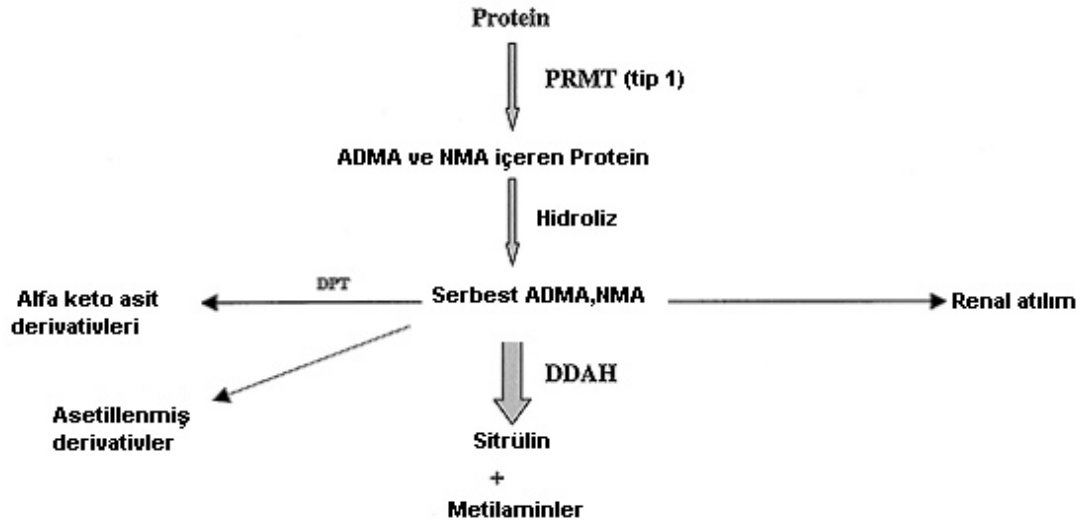 Protein
PRMT (tip 1)
ADMA ve NMA içeren Protein
Hidroliz
DPT
Alfa keto asit
derivativleri
Serbest ADMA,NMA
Renal atılım
DDAH
Asetillenmiş
derivativler
Sitrülin
+
Metilaminler